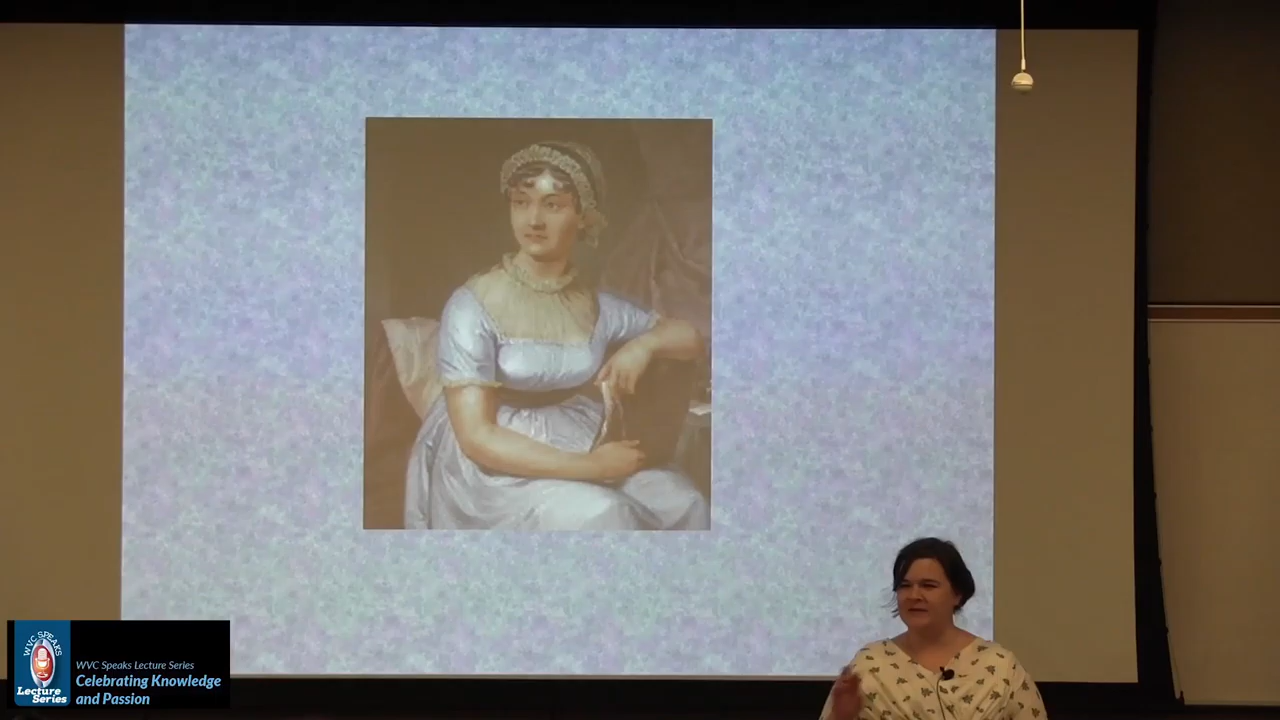 WVC SPEAKS
Lecture
Series
WVC Speaks Lecture Series
Celebrating Knowledge
and Passion